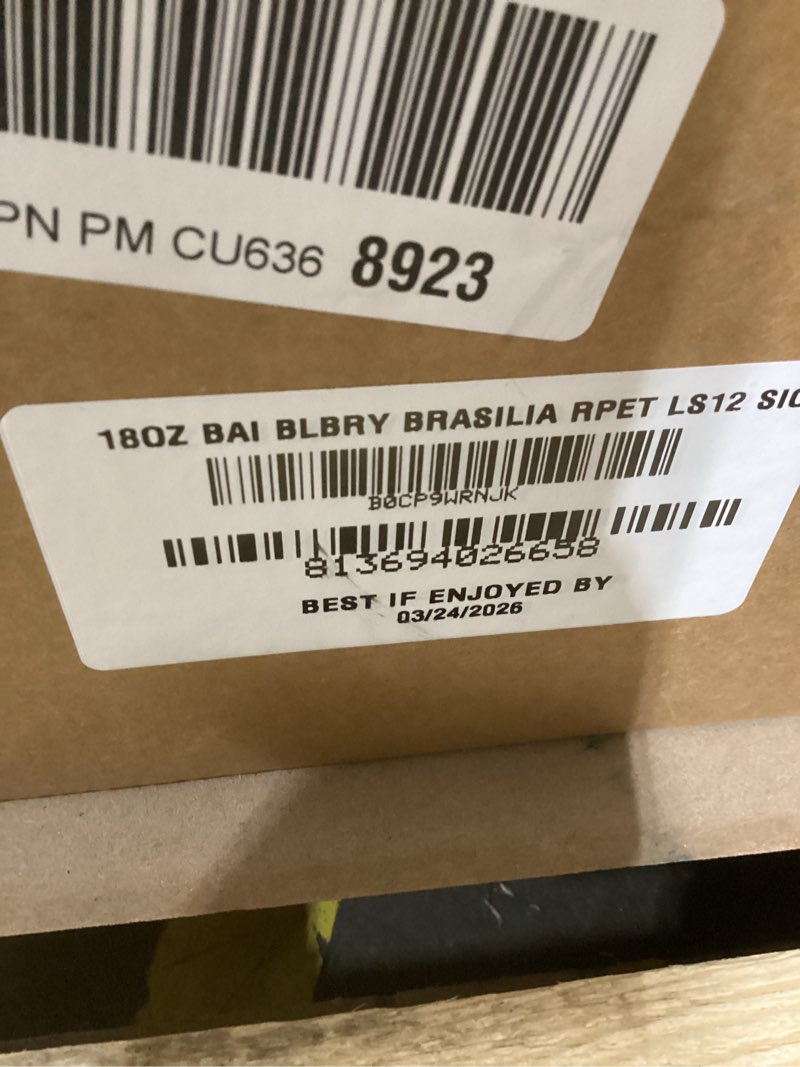 PN PM CU636 8923
18OZ BAI BLBRY BRASILIA RPET LS12 SIO
B0CP9WRNJK
813694026658
BEST IF ENJOYED BY
03/24/2026